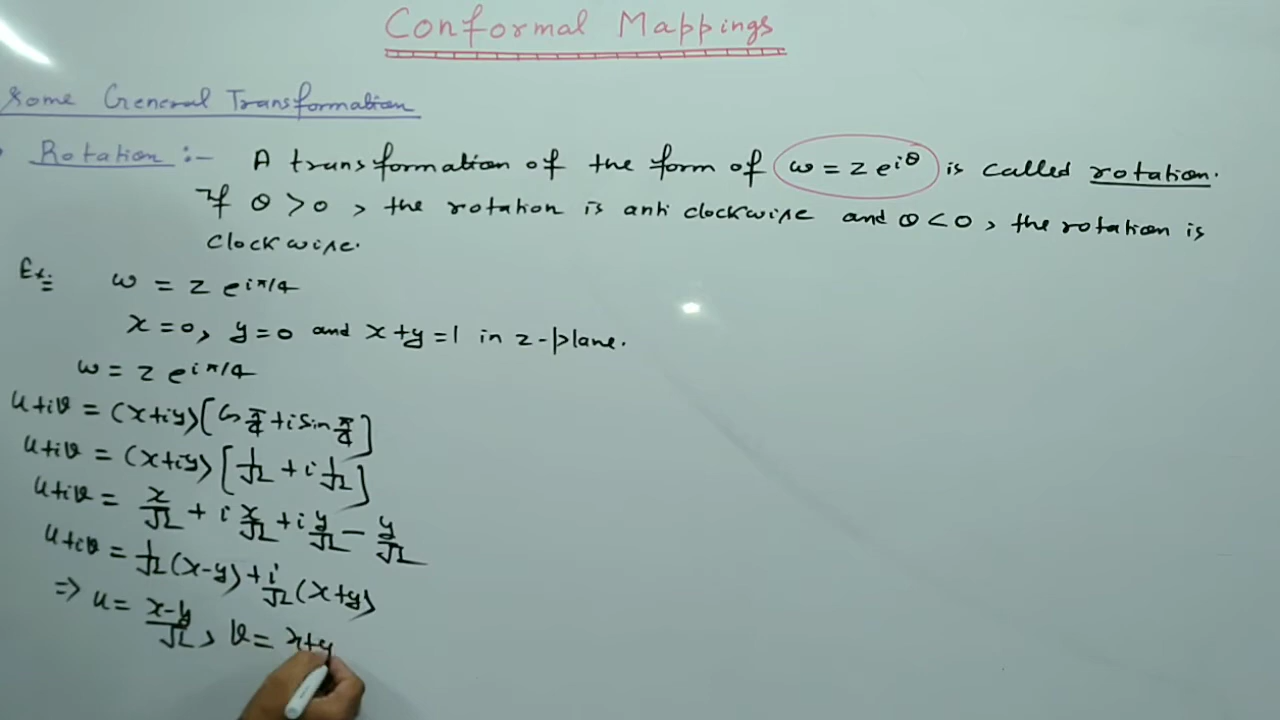 Conformal Mappings
Some General Transformation
Rotation :- A transformation of the form of ω = z e^{iθ} is called rotation.
If θ > 0, the rotation is anti clockwise and θ < 0, the rotation is
clockwise.
Ex:= ω = z e^{iπ/4}
x = 0, y = 0 and x + y = 1 in z-plane.
ω = z e^{iπ/4}
u + iv = (x + iy) [Cos π/4 + i Sin π/4]
u + iv = (x + iy) [1/√2 + i 1/√2]
u + iv = x/√2 + i x/√2 + i y/√2 − y/√2
u + iv = 1/√2 (x − y) + i/√2 (x + y)
⇒ u = x − y/√2, v = x + y